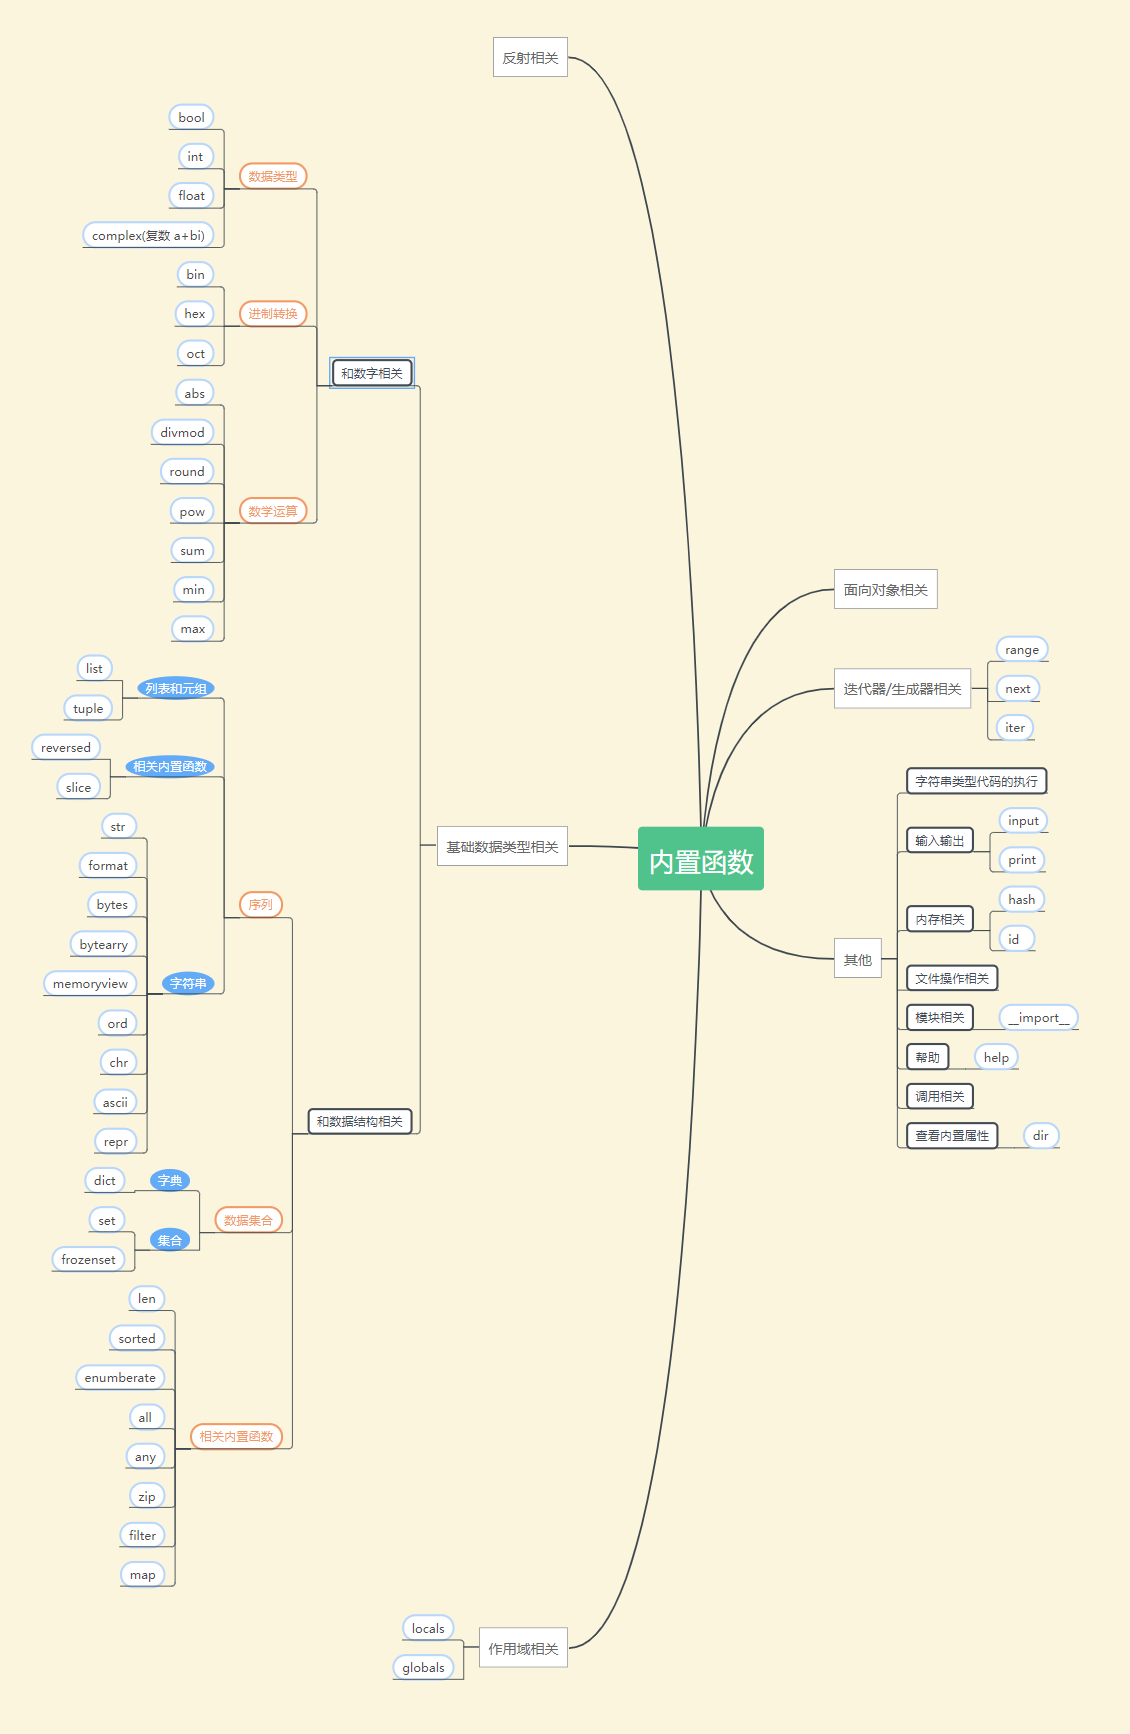 内置函数
反射相关
基础数据类型相关
和数字相关
数据类型
bool
int
float
complex(复数 a+bi)
进制转换
bin
hex
oct
数学运算
abs
divmod
round
pow
sum
min
max
和数据结构相关
序列
列表和元组
list
tuple
相关内置函数
reversed
slice
字符串
str
format
bytes
bytearry
memoryview
ord
chr
ascii
repr
数据集合
字典
dict
集合
set
frozenset
相关内置函数
len
sorted
enumberate
all
any
zip
filter
map
作用域相关
locals
globals
面向对象相关
迭代器/生成器相关
range
next
iter
其他
字符串类型代码的执行
输入输出
input
print
内存相关
hash
id
文件操作相关
模块相关
__import__
帮助
help
调用相关
查看内置属性
dir